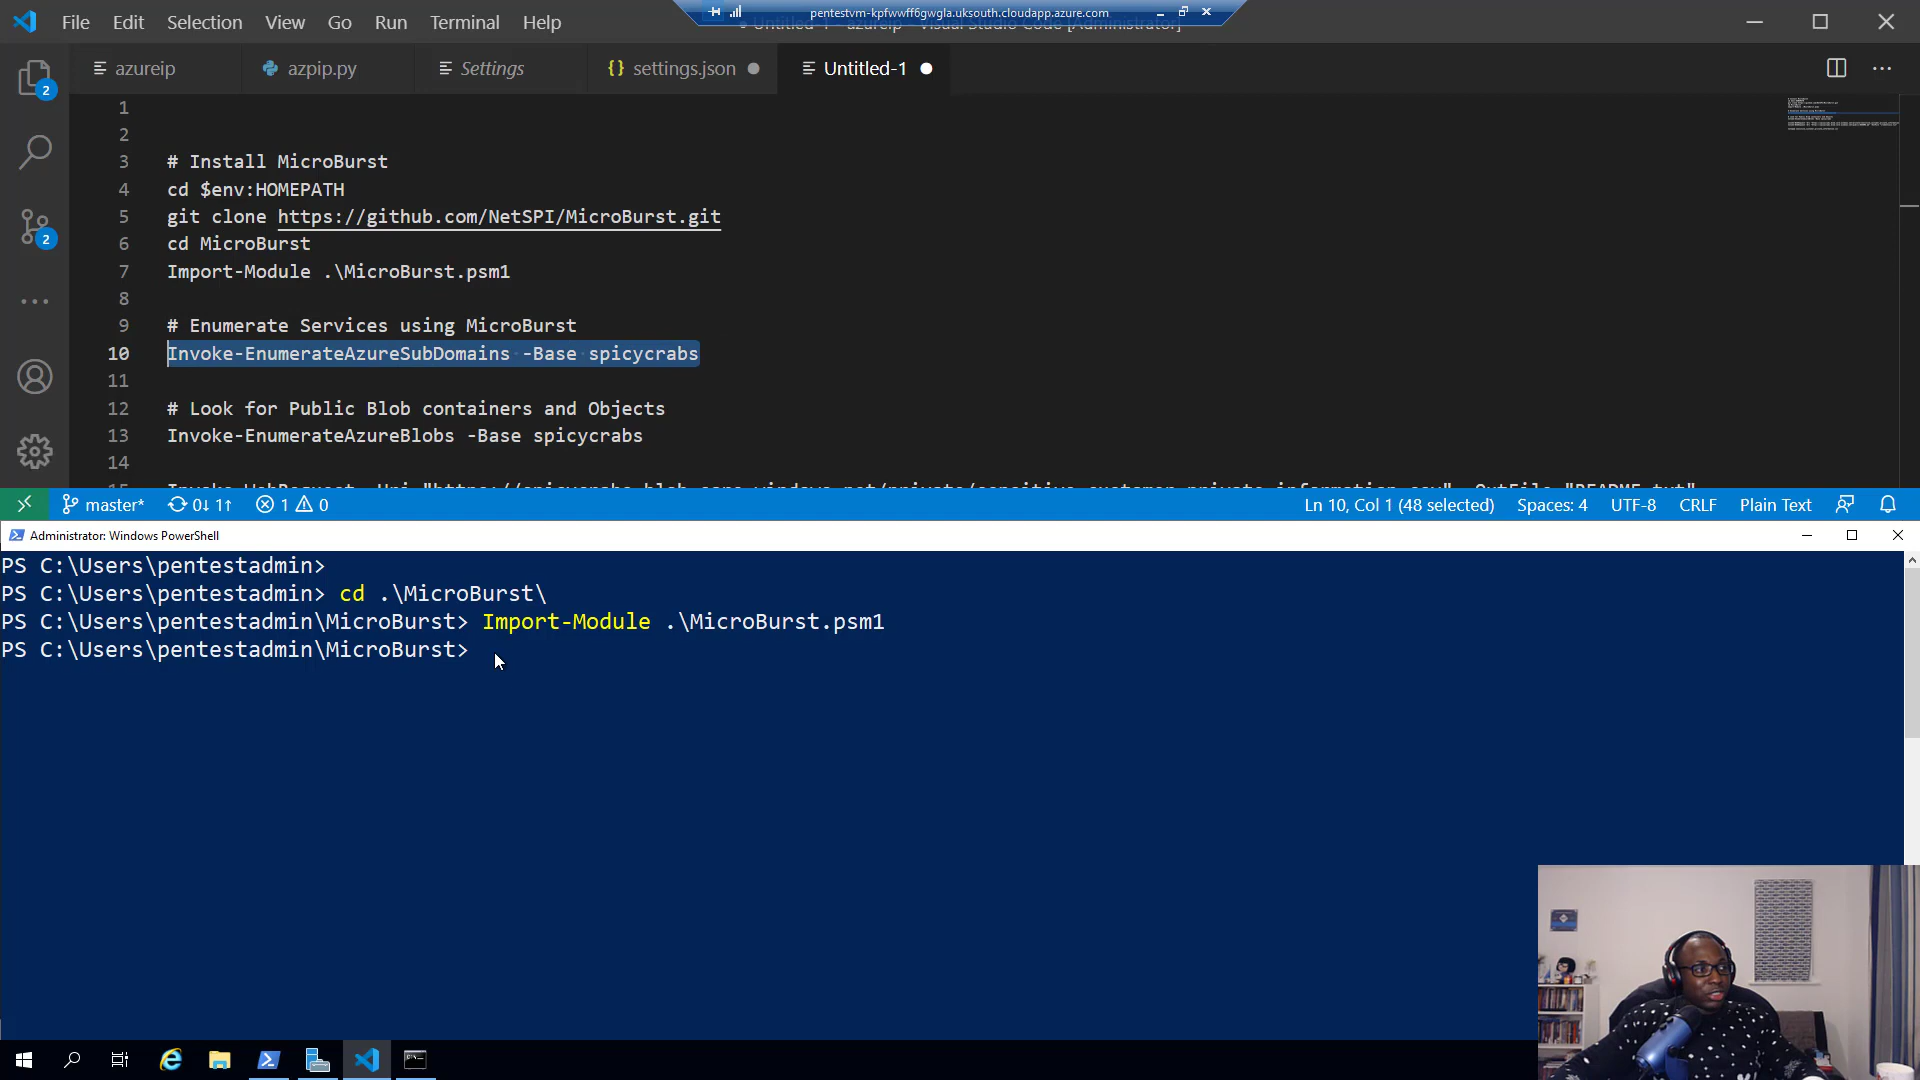 File Edit Selection View Go Run Terminal Help
pentestvm-kpfwwff6gwgla.uksouth.cloudapp.azure.com
azureip
azpip.py
Settings
{} settings.json
Untitled-1
2
2
1
2
3 # Install MicroBurst
4 cd $env:HOMEPATH
5 git clone https://github.com/NetSPI/MicroBurst.git
6 cd MicroBurst
7 Import-Module .\MicroBurst.psm1
8
9 # Enumerate Services using MicroBurst
10 Invoke-EnumerateAzureSubDomains -Base spicycrabs
11
12 # Look for Public Blob containers and Objects
13 Invoke-EnumerateAzureBlobs -Base spicycrabs
14
master* 0↓ 1↑ 1 0 Ln 10, Col 1 (48 selected) Spaces: 4 UTF-8 CRLF Plain Text
Administrator: Windows PowerShell
PS C:\Users\pentestadmin>
PS C:\Users\pentestadmin> cd .\MicroBurst\
PS C:\Users\pentestadmin\MicroBurst> Import-Module .\MicroBurst.psm1
PS C:\Users\pentestadmin\MicroBurst>